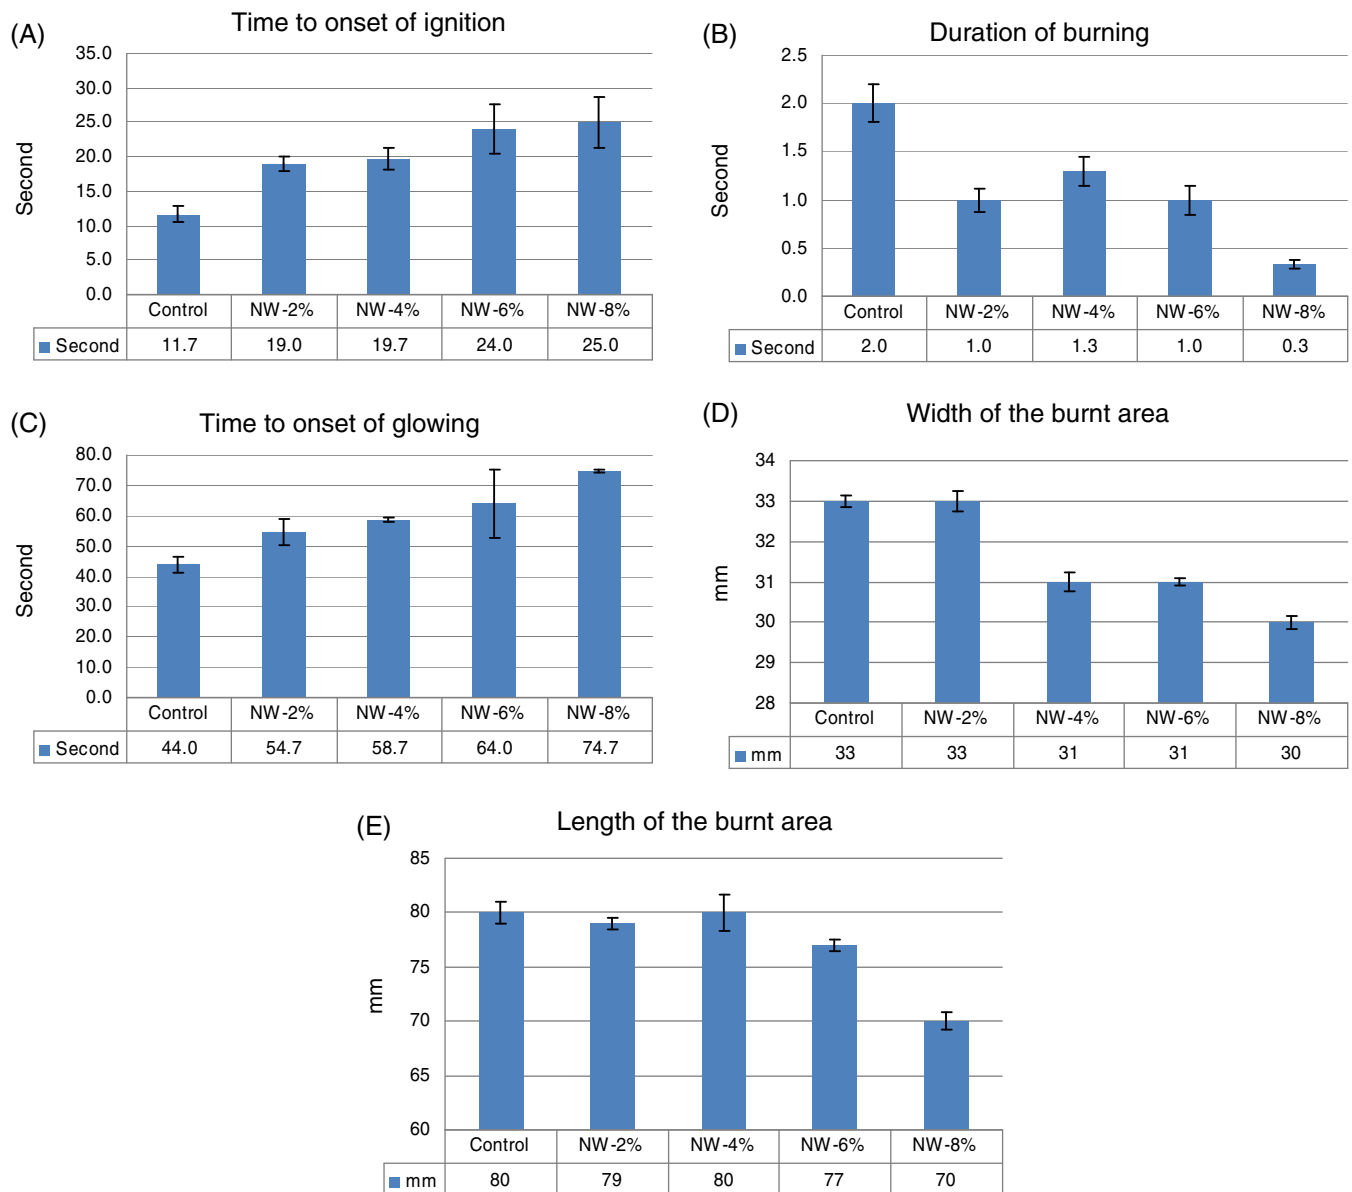 (A)
Time to onset of ignition
35.0
30.0
25.0
20.0
15.0
10.0
5.0
0.0
Second
Control NW-2% NW-4% NW-6% NW-8%
Second 11.7 19.0 19.7 24.0 25.0
(B)
Duration of burning
2.5
2.0
1.5
1.0
0.5
0.0
Second
Control NW-2% NW-4% NW-6% NW-8%
Second 2.0 1.0 1.3 1.0 0.3
(C)
Time to onset of glowing
80.0
70.0
60.0
50.0
40.0
30.0
20.0
10.0
0.0
Second
Control NW-2% NW-4% NW-6% NW-8%
Second 44.0 54.7 58.7 64.0 74.7
(D)
Width of the burnt area
34
33
32
31
30
29
28
mm
Control NW-2% NW-4% NW-6% NW-8%
mm 33 33 31 31 30
(E)
Length of the burnt area
85
80
75
70
65
60
mm
Control NW-2% NW-4% NW-6% NW-8%
mm 80 79 80 77 70